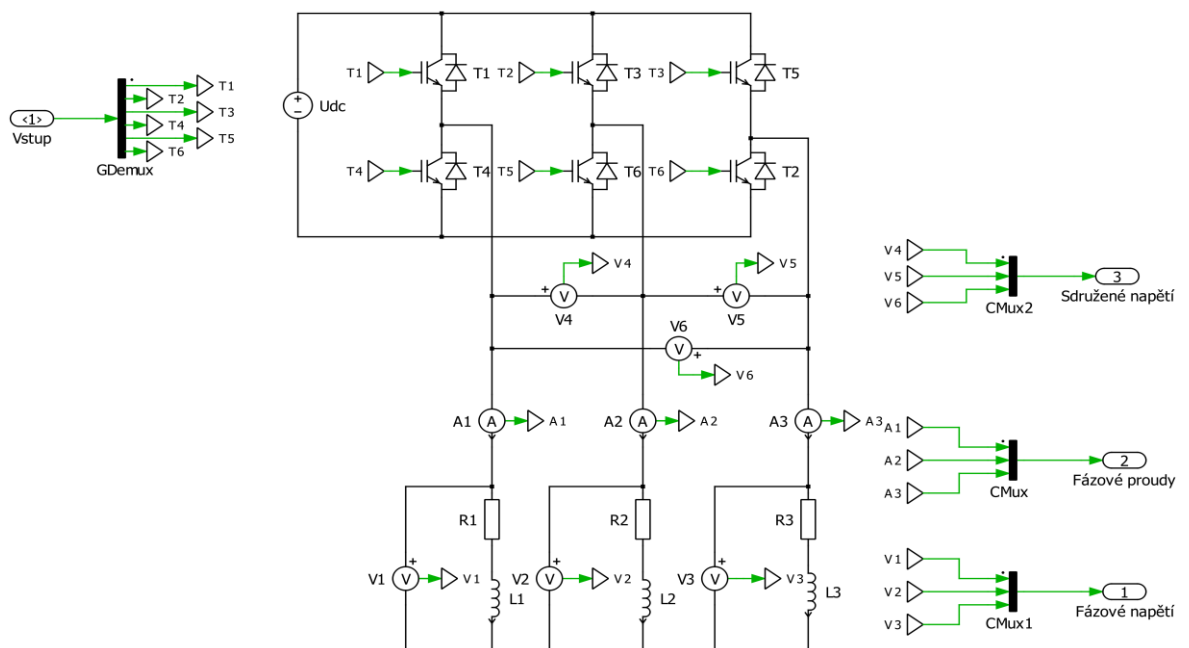 T1
T2
T3
T4
T5
T6
<1>
Vstup
GDemux
Udc
T1
T1
T2
T3
T3
T5
T4
T4
T5
T6
T6
T2
V4
V4
V5
V5
V6
V6
A1
A1
A2
A2
A3
A3
R1
R2
R3
V1
V1
L1
V2
V2
L2
V3
V3
L3
V4
V5
V6
CMux2
3
Sdružené napětí
A1
A2
A3
CMux
2
Fázové proudy
V1
V2
V3
CMux1
1
Fázové napětí
V
V
V
A
A
A
V
V
V